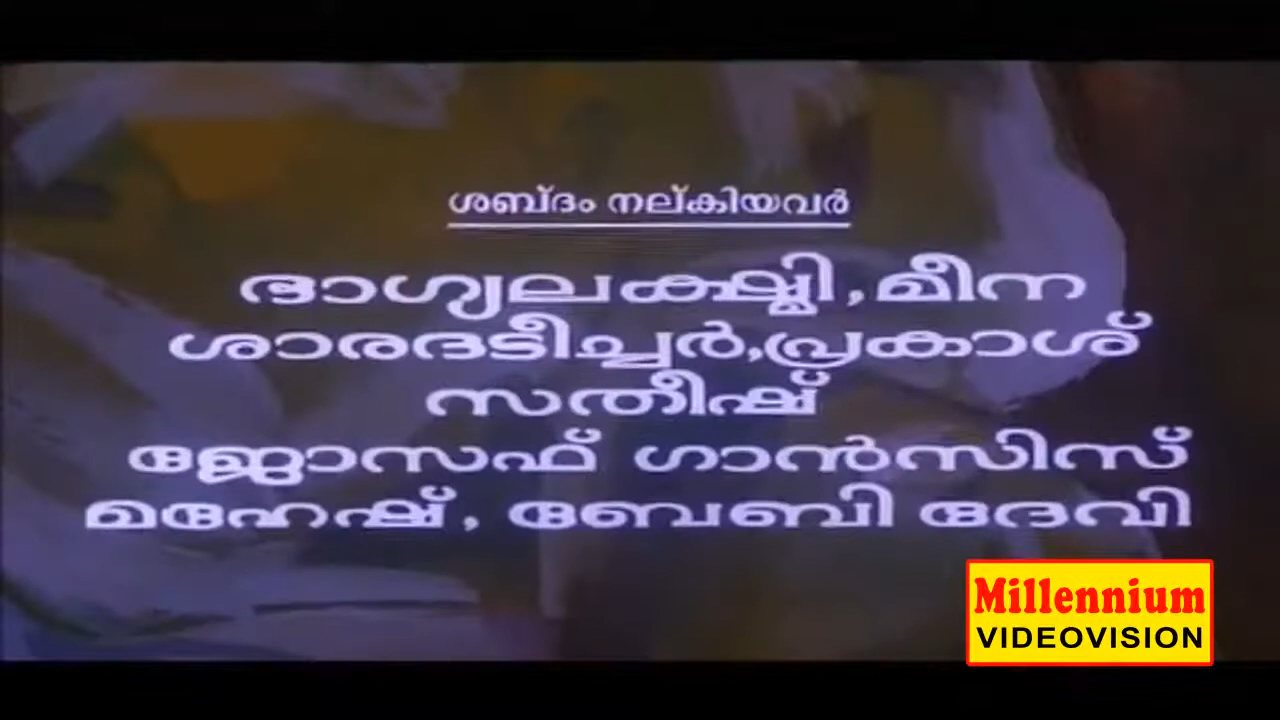 ശബ്ദം നല്കിയവർ
ഭാഗ്യലക്ഷ്മി, മീന
ശാരദടീച്ചർ, പ്രകാശ്
സതീഷ്
ജോസഫ് ഗാൻസിസ്
മഹേഷ്, ബേബി ദേവി
Millennium
VIDEOVISION